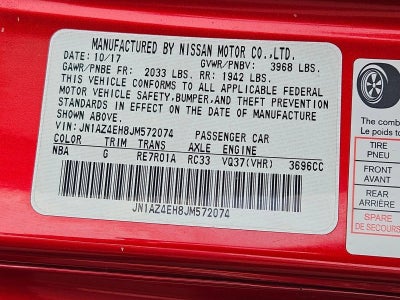 MANUFACTURED BY NISSAN MOTOR CO.,LTD.
DATE: 10/17 GVWR/PNBV: 3968 LBS.
GAWR/PNBE FR: 2033 LBS. RR: 1942 LBS.
THIS VEHICLE CONFORMS TO ALL APPLICABLE FEDERAL
MOTOR VEHICLE SAFETY,BUMPER,AND THEFT PREVENTION
STANDARDS IN EFFECT ON THE DATE OF MANUFACTURE
SHOWN ABOVE.
VIN:JN1AZ4EH8JM572074 PASSENGER CAR
COLOR TRIM TRANS AXLE ENGINE
NBA G RE7R01A RC33 VQ37(VHR) 3696CC
JN1AZ4EH8JM572074
The comb
Le poids to
TIRE
PNEU
FRONT
AVANT
REAR
ARRIÈRE
SPARE
DE SECOURS